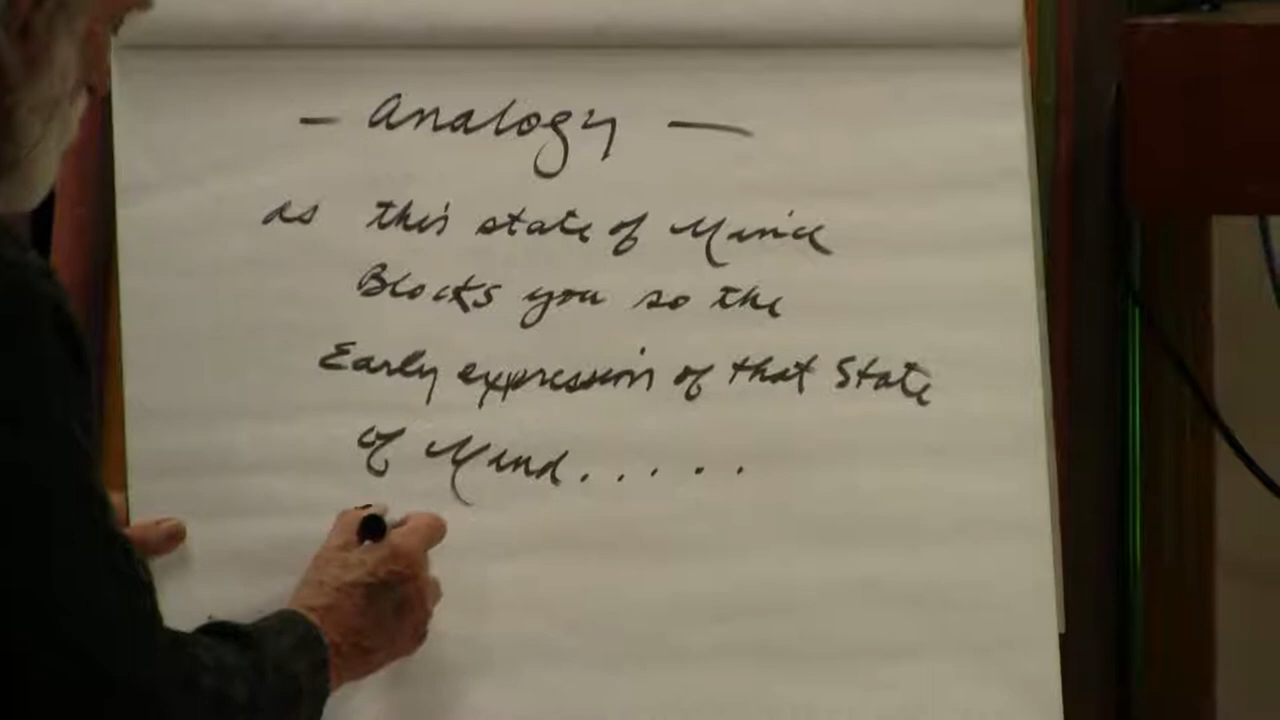 - Analogy -
as this state of Mind
Blocks you so the
Early expression of that State
of Mind.....